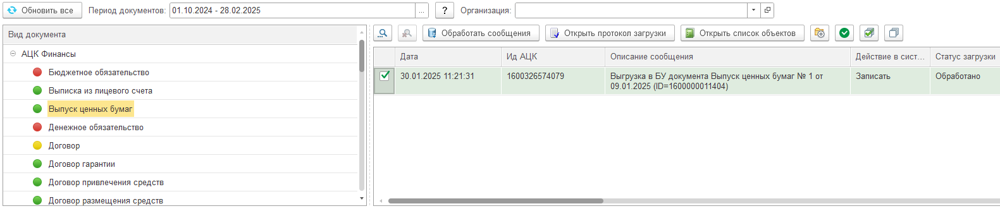 Обновить все Период документов: 01.10.2024 - 28.02.2025 ... ? Организация:
Вид документа
АЦК Финансы
Бюджетное обязательство
Выписка из лицевого счета
Выпуск ценных бумаг
Денежное обязательство
Договор
Договор гарантии
Договор привлечения средств
Договор размещения средств
Обработать сообщения Открыть протокол загрузки Открыть список объектов
Дата Ид АЦК Описание сообщения Действие в сист... Статус загрузки
30.01.2025 11:21:31 1600326574079 Выгрузка в БУ документа Выпуск ценных бумаг № 1 от Записать Обработано
09.01.2025 (ID=1600000011404)